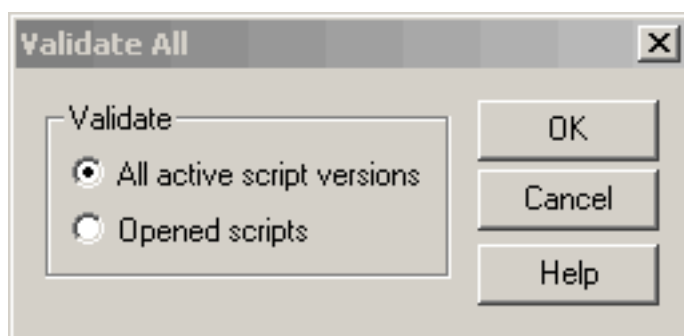 Validate All
Validate
All active script versions
Opened scripts
OK
Cancel
Help